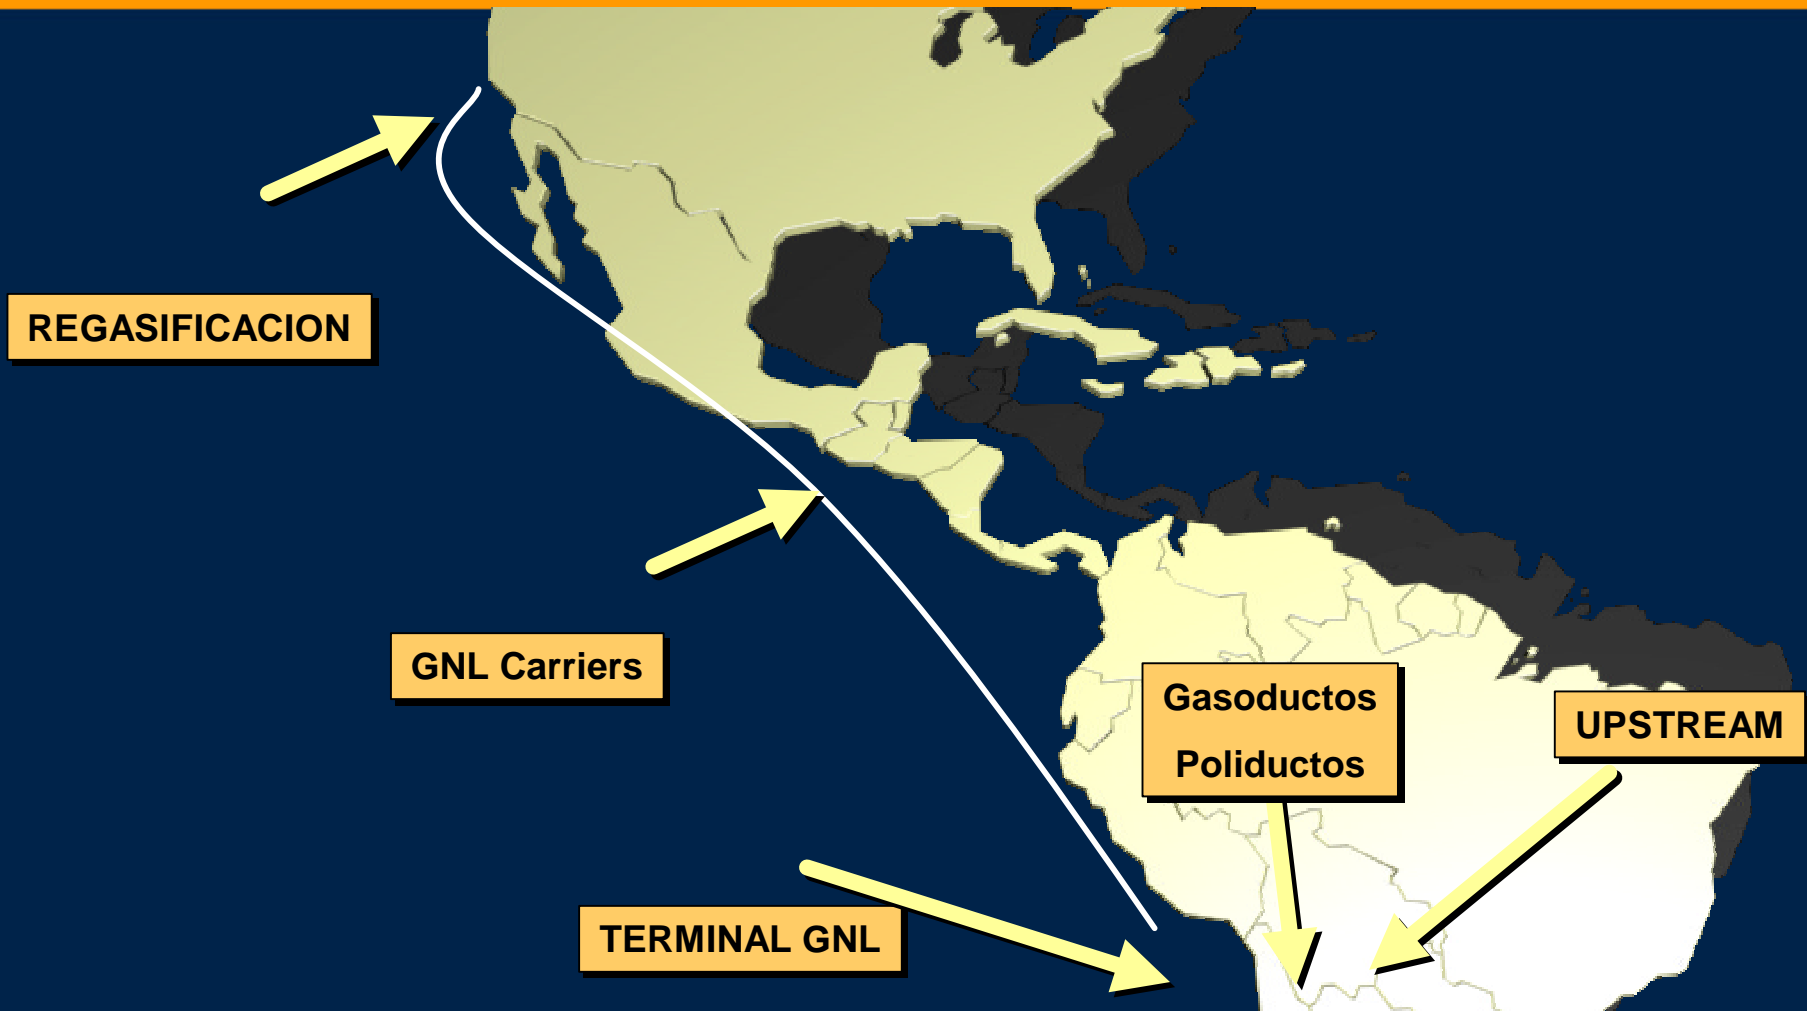 REGASIFICACION
GNL Carriers
Gasoductos
Poliductos
UPSTREAM
TERMINAL GNL